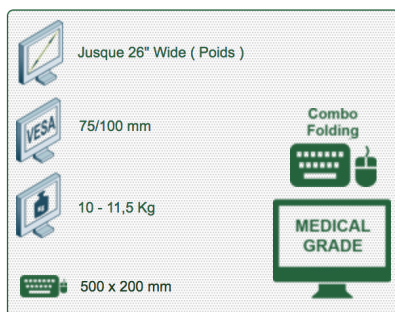 Jusque 26" Wide ( Poids )
VESA
75/100 mm
Combo
Folding
KG
10 - 11,5 Kg
MEDICAL
GRADE
500 x 200 mm